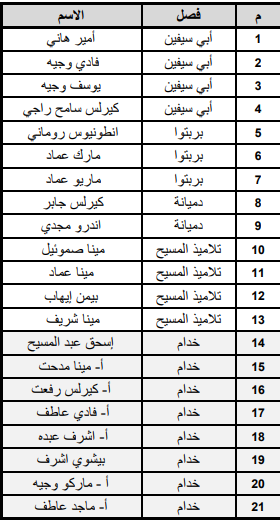 م فصل الاسم
1 أبي سيفين أمير هاني
2 أبي سيفين فادي وجيه
3 أبي سيفين يوسف وجيه
4 أبي سيفين كيرلس سامح راجي
5 بربتوا انطونيوس روماني
6 بربتوا مارك عماد
7 بربتوا ماريو عماد
8 دميانة كيرلس جابر
9 دميانة اندرو مجدي
10 تلاميذ المسيح مينا صموئيل
11 تلاميذ المسيح مينا عماد
12 تلاميذ المسيح بيمن إيهاب
13 تلاميذ المسيح مينا شريف
14 خدام إسحق عبد المسيح
15 خدام أ- مينا مدحت
16 خدام أ- كيرلس رفعت
17 خدام أ- فادي عاطف
18 خدام أ- اشرف عبده
19 خدام بيشوي اشرف
20 خدام أ - ماركو وجيه
21 خدام أ- ماجد عاطف